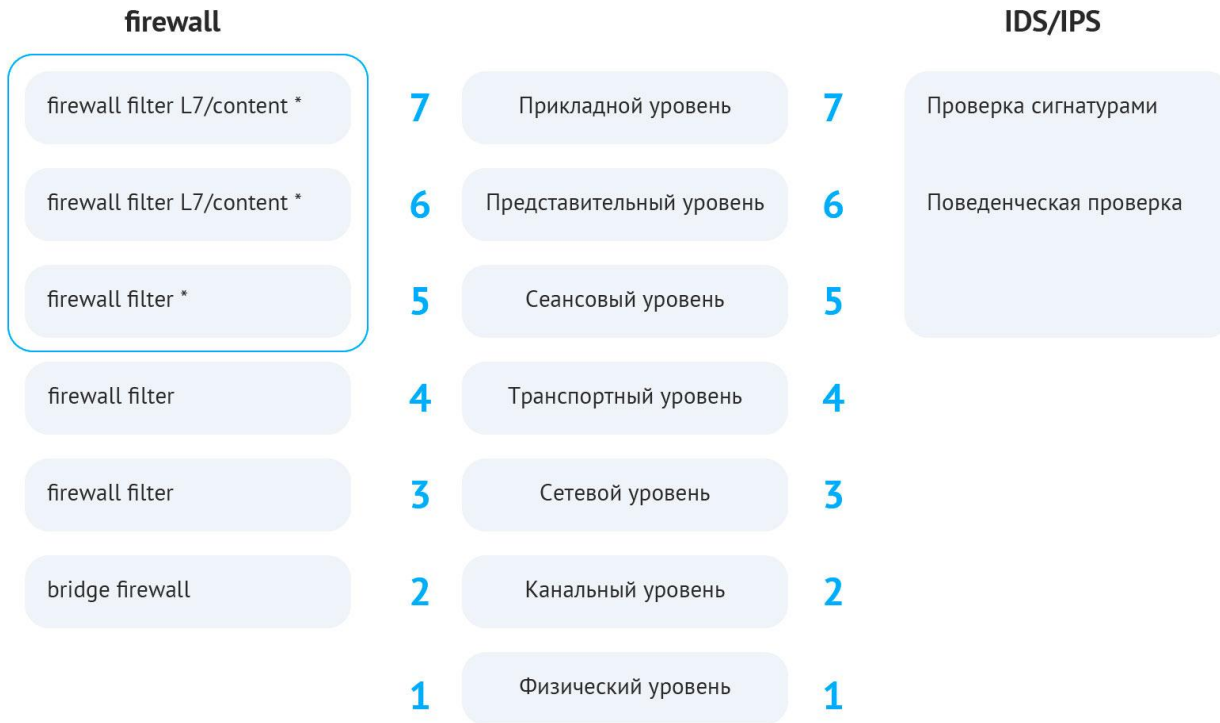 firewall
IDS/IPS
firewall filter L7/content *
7
Прикладной уровень
7
Проверка сигнатурами
firewall filter L7/content *
6
Представительный уровень
6
Поведенческая проверка
firewall filter *
5
Сеансовый уровень
5
firewall filter
4
Транспортный уровень
4
firewall filter
3
Сетевой уровень
3
bridge firewall
2
Канальный уровень
2
1
Физический уровень
1